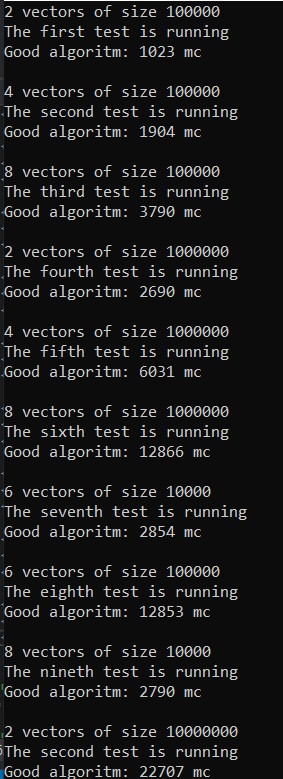 2 vectors of size 100000
The first test is running
Good algoritm: 1023 mc

4 vectors of size 100000
The second test is running
Good algoritm: 1904 mc

8 vectors of size 100000
The third test is running
Good algoritm: 3790 mc

2 vectors of size 1000000
The fourth test is running
Good algoritm: 2690 mc

4 vectors of size 1000000
The fifth test is running
Good algoritm: 6031 mc

8 vectors of size 1000000
The sixth test is running
Good algoritm: 12866 mc

6 vectors of size 10000
The seventh test is running
Good algoritm: 2854 mc

6 vectors of size 100000
The eighth test is running
Good algoritm: 12853 mc

8 vectors of size 10000
The nineth test is running
Good algoritm: 2790 mc

2 vectors of size 10000000
The second test is running
Good algoritm: 22707 mc